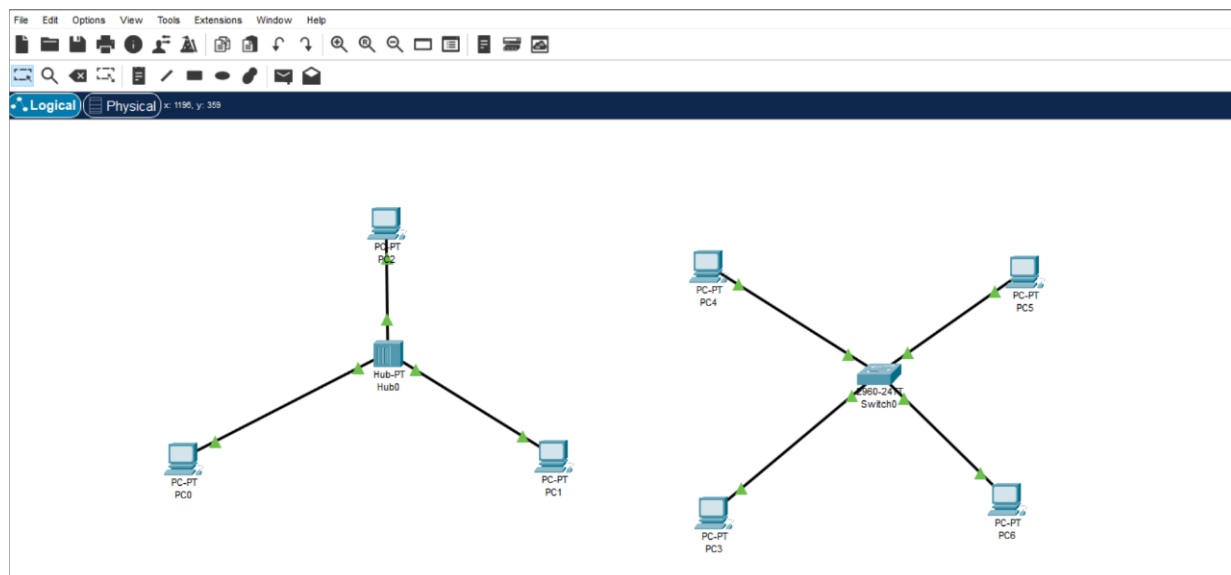 File Edit Options View Tools Extensions Window Help
Logical Physical x: 1196, y: 359
PC-PT
PC2
PC-PT
PC4
PC-PT
PC5
Hub-PT
Hub0
2960-24TT
Switch0
PC-PT
PC0
PC-PT
PC1
PC-PT
PC3
PC-PT
PC6